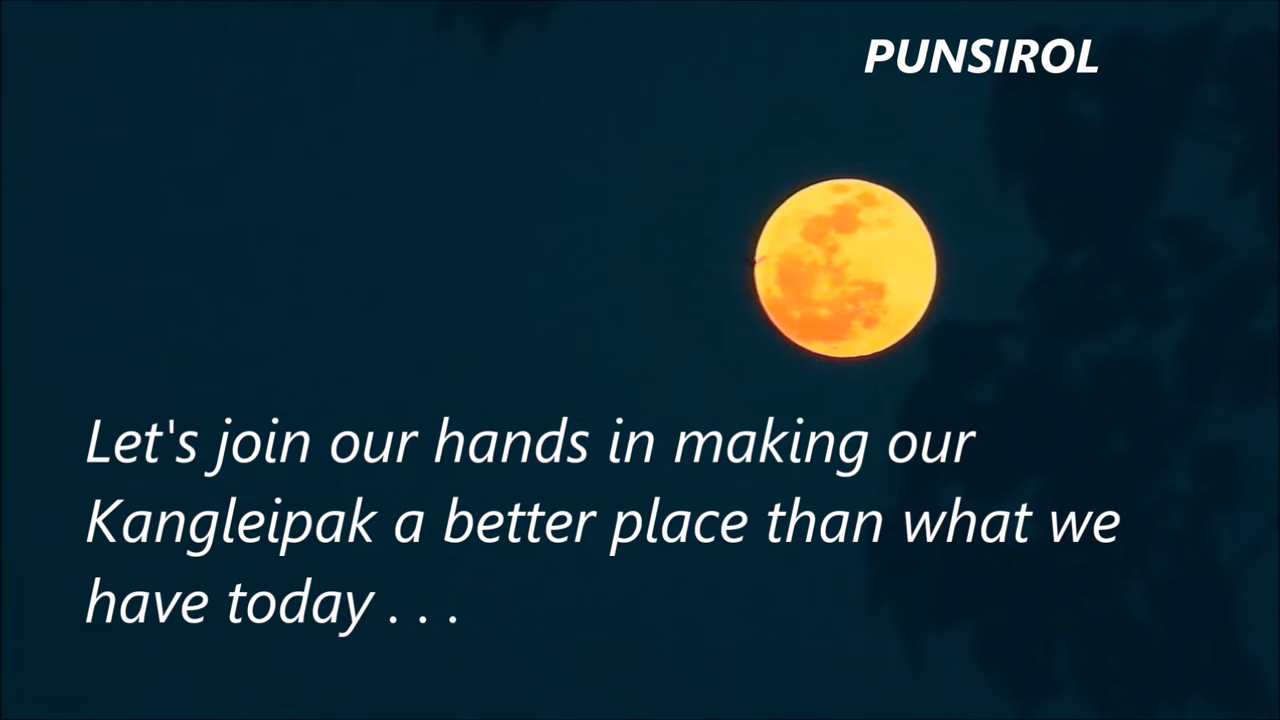 PUNSIROL
Let's join our hands in making our
Kangleipak a better place than what we
have today . . .